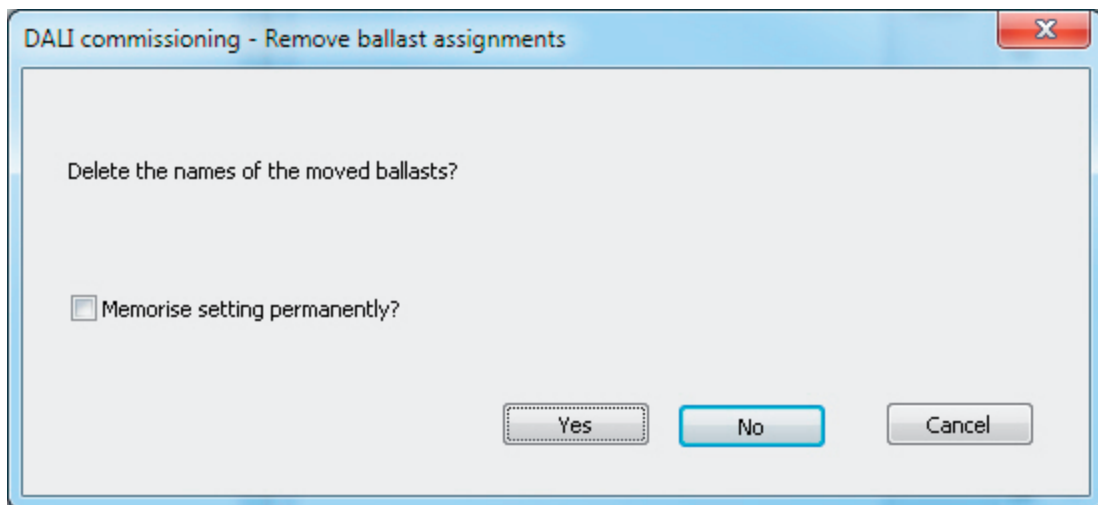 DALI commissioning - Remove ballast assignments
Delete the names of the moved ballasts?
Memorise setting permanently?
Yes No Cancel